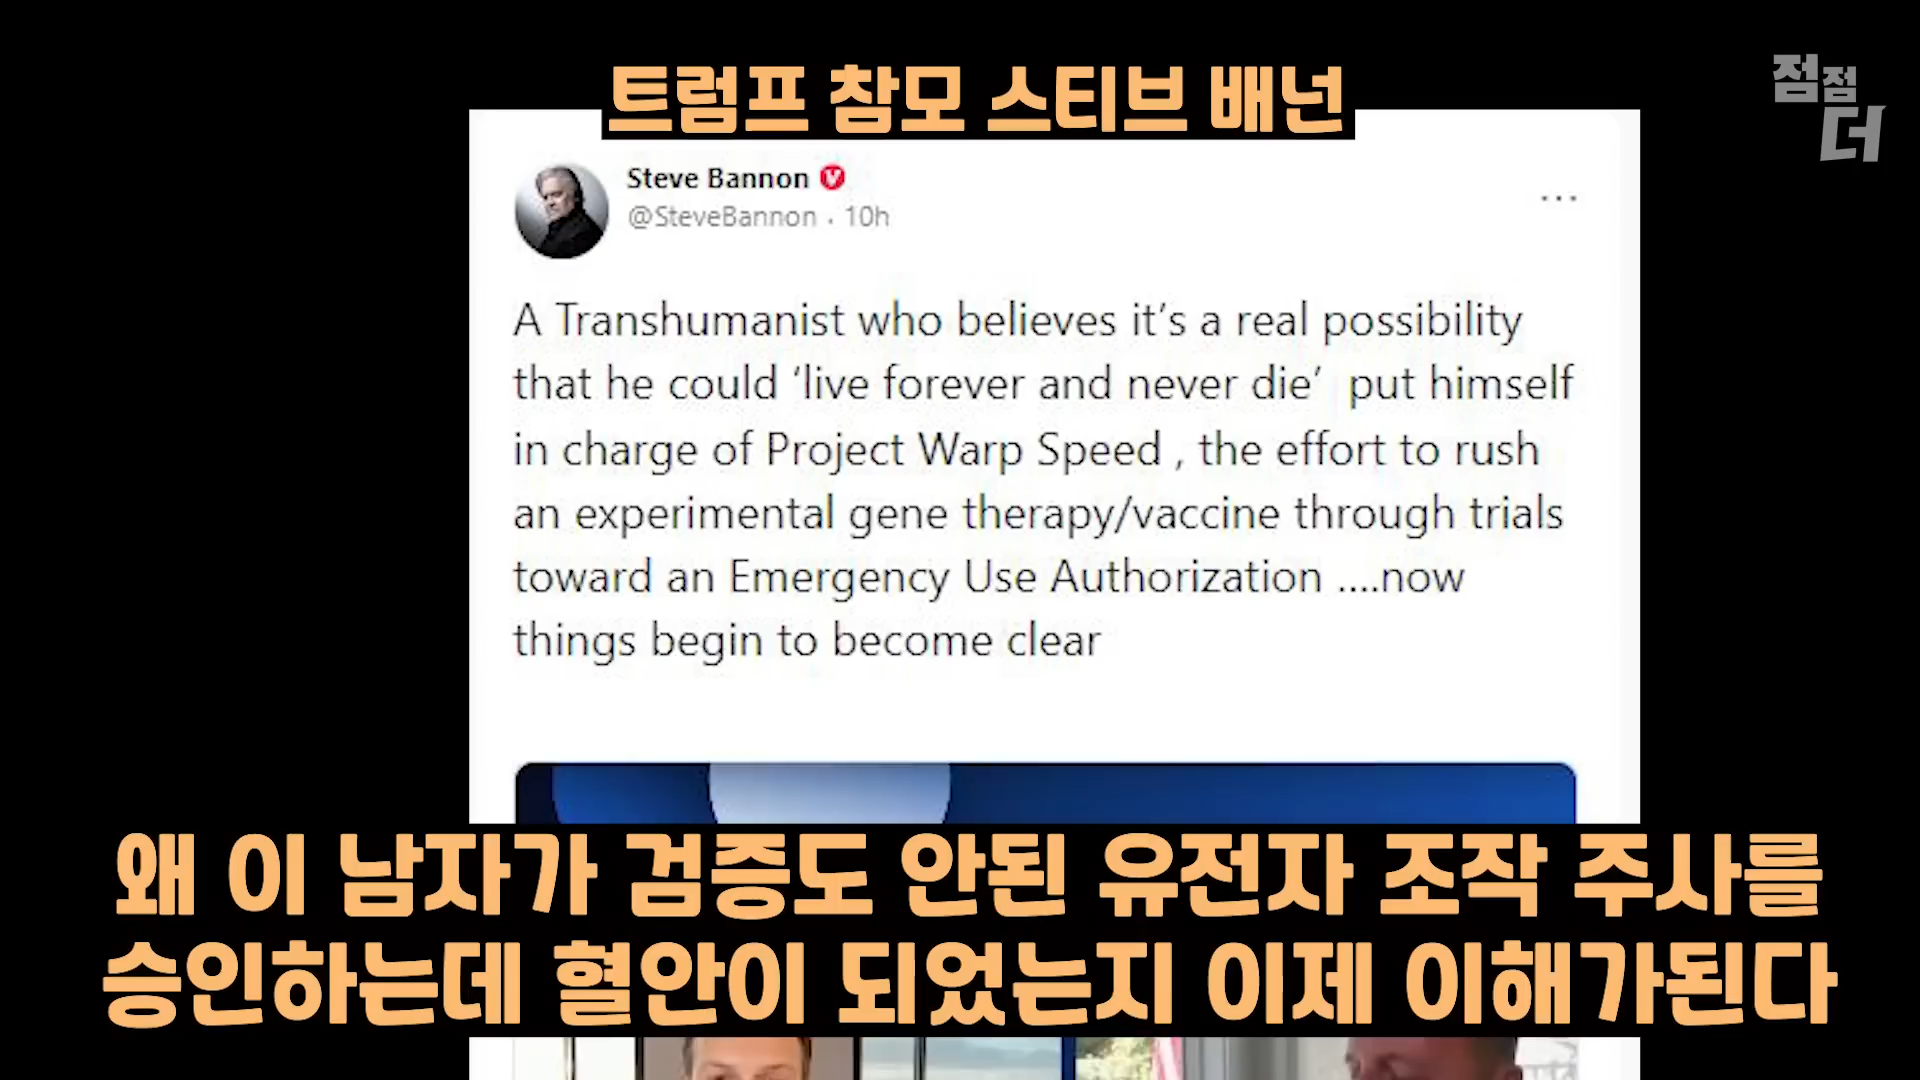 트럼프 참모 스티브 배넌
점점
더
Steve Bannon
@SteveBannon · 10h
A Transhumanist who believes it’s a real possibility
that he could ‘live forever and never die’ put himself
in charge of Project Warp Speed , the effort to rush
an experimental gene therapy/vaccine through trials
toward an Emergency Use Authorization ....now
things begin to become clear
왜 이 남자가 검증도 안된 유전자 조작 주사를
승인하는데 혈안이 되었는지 이제 이해가된다